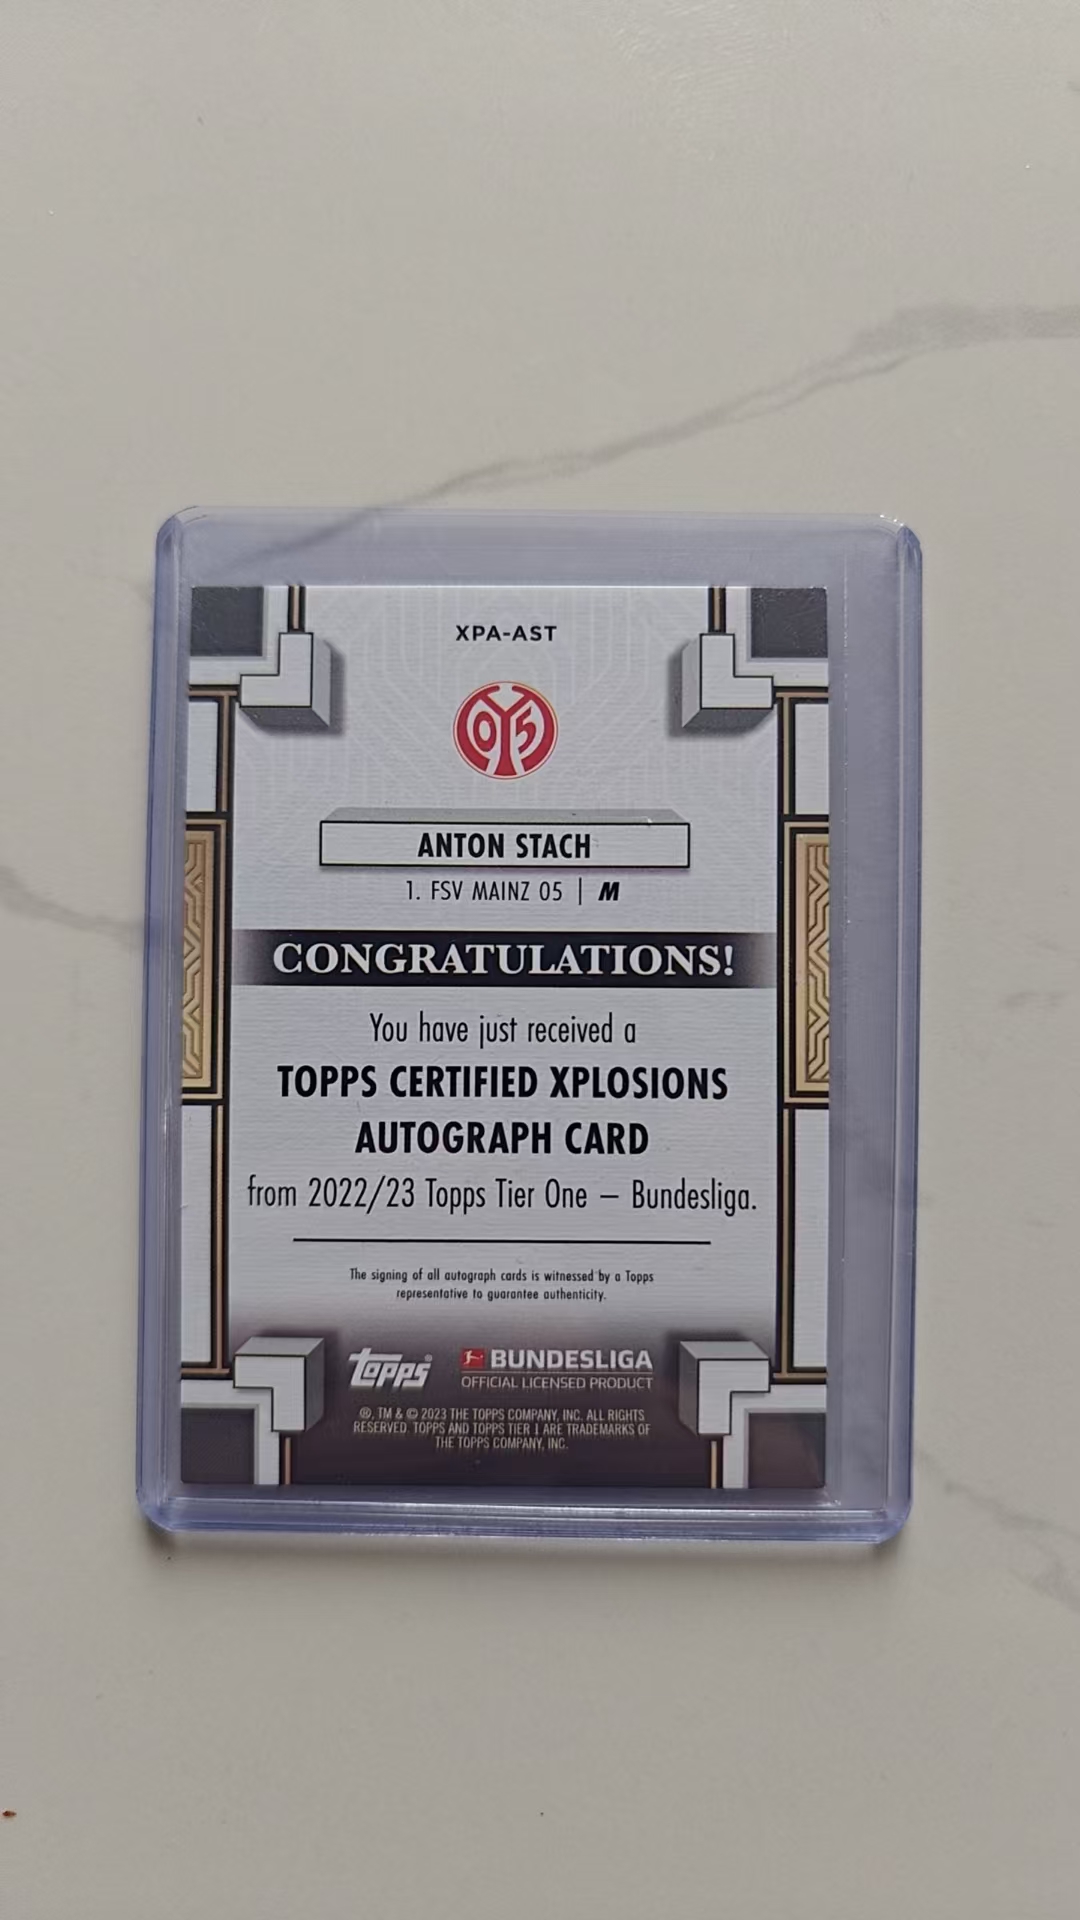 XPA-AST
05
ANTON STACH
1. FSV MAINZ 05 | M
CONGRATULATIONS!
You have just received a
TOPPS CERTIFIED XPLOSIONS
AUTOGRAPH CARD
from 2022/23 Topps Tier One – Bundesliga.
The signing of all autograph cards is witnessed by a Topps
representative to guarantee authenticity.
topps® BUNDESLIGA
OFFICIAL LICENSED PRODUCT
®, TM & © 2023 THE TOPPS COMPANY, INC. ALL RIGHTS
RESERVED. TOPPS AND TOPPS TIER 1 ARE TRADEMARKS OF
THE TOPPS COMPANY, INC.